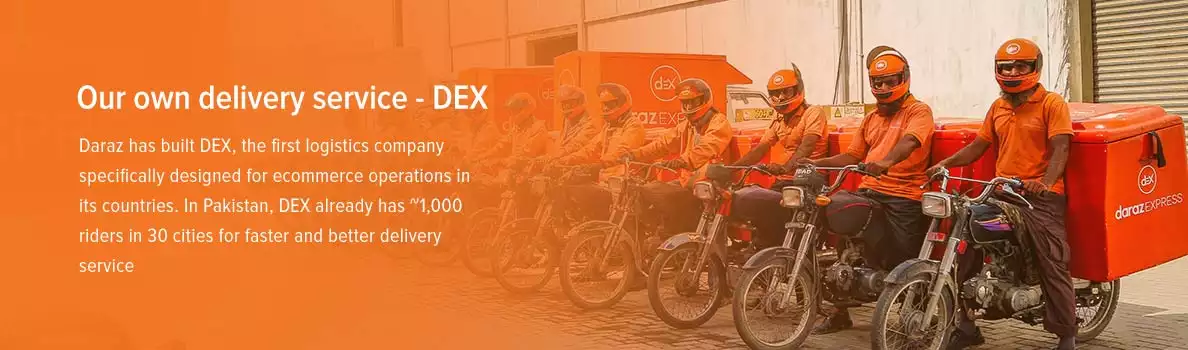 Our own delivery service - DEX
Daraz has built DEX, the first logistics company
specifically designed for ecommerce operations in
its countries. In Pakistan, DEX already has ~1,000
riders in 30 cities for faster and better delivery
service
dex
dex
daraz EXPRESS